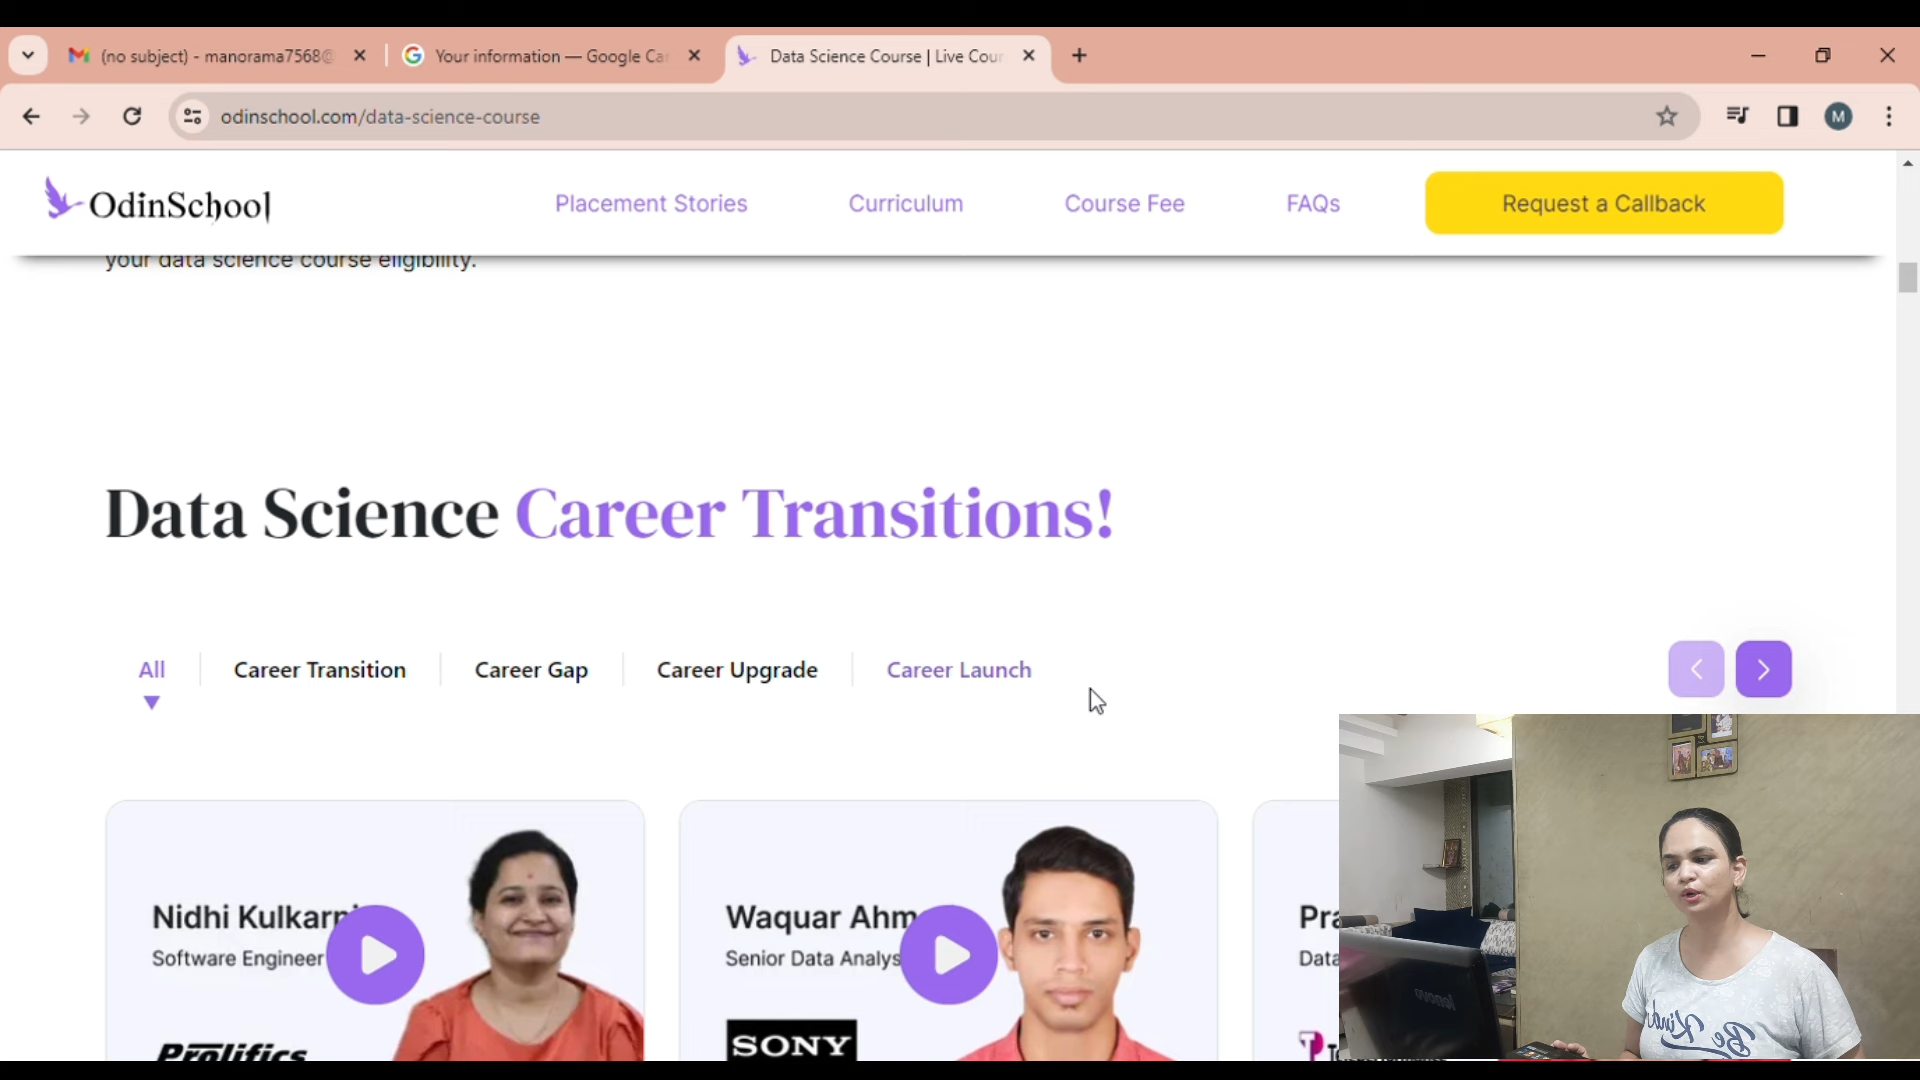 (no subject) - manorama7568@
Your information — Google Ca
Data Science Course | Live Cour
odinschool.com/data-science-course
M
OdinSchool
Placement Stories
Curriculum
Course Fee
FAQs
Request a Callback
your data science course eligibility.
Data Science Career Transitions!
All
Career Transition
Career Gap
Career Upgrade
Career Launch
Nidhi Kulkarni
Software Engineer
Prolifics
Waquar Ahm
Senior Data Analys
SONY
Pra
Data
lenovo
Be Kind